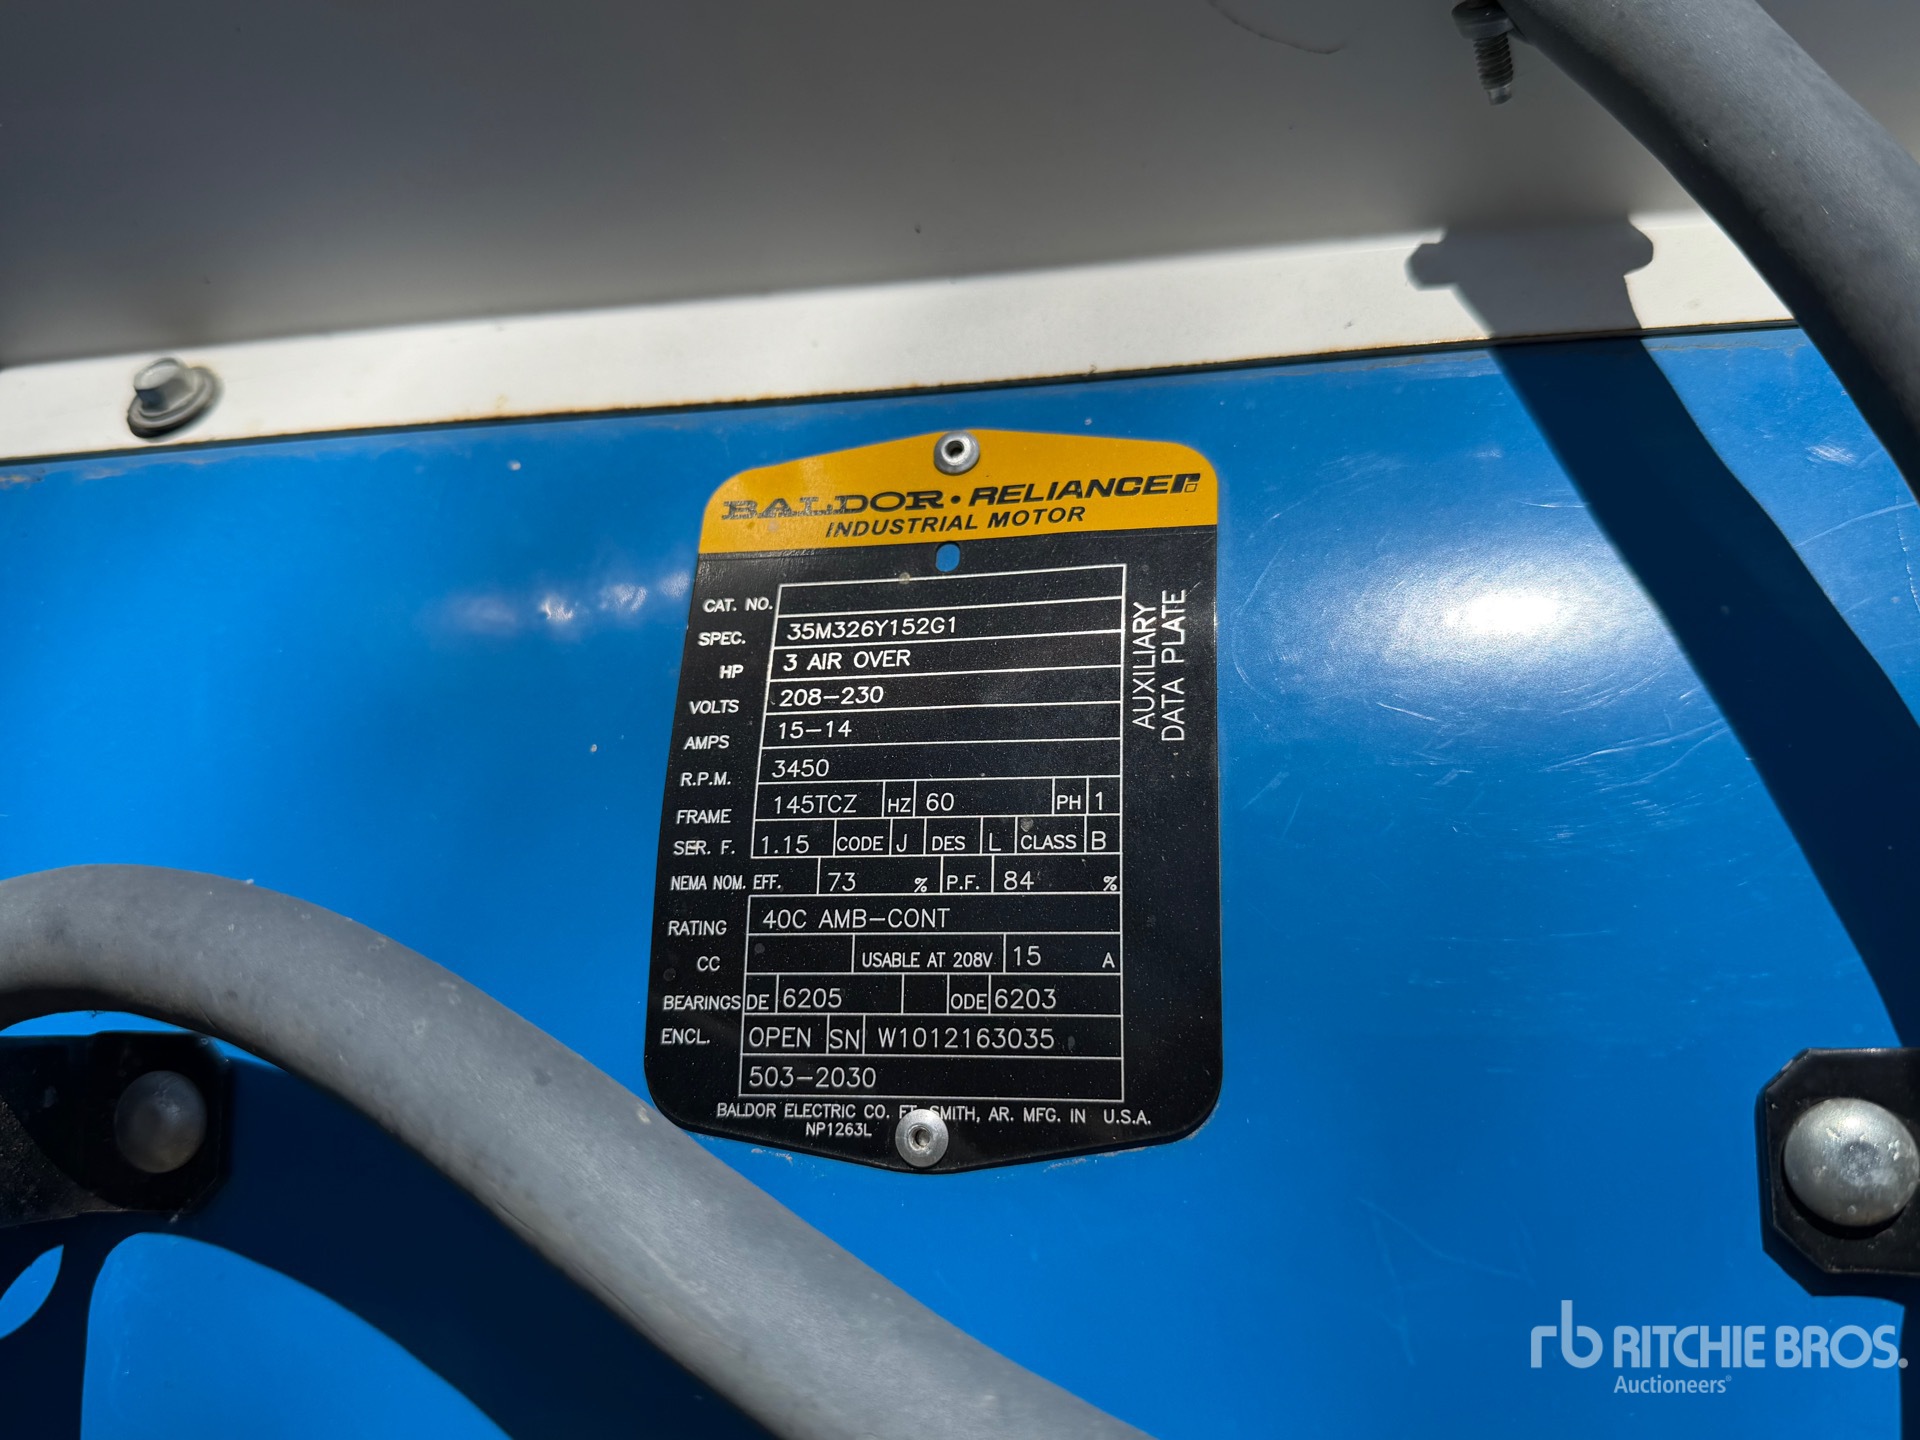 BALDOR • RELIANCE
INDUSTRIAL MOTOR
CAT. NO.
SPEC. 35M326Y152G1
HP 3 AIR OVER
VOLTS 208-230
AMPS 15-14
R.P.M. 3450
FRAME 145TCZ HZ 60 PH 1
SER. F. 1.15 CODE J DES L CLASS B
NEMA NOM. EFF. 73 % P.F. 84 %
RATING 40C AMB-CONT
CC USABLE AT 208V 15 A
BEARINGS DE 6205 ODE 6203
ENCL. OPEN SN W1012163035
503-2030
BALDOR ELECTRIC CO. FT. SMITH, AR. MFG. IN U.S.A.
NP1263L
AUXILIARY
DATA PLATE
rb RITCHIE BROS.
Auctioneers®